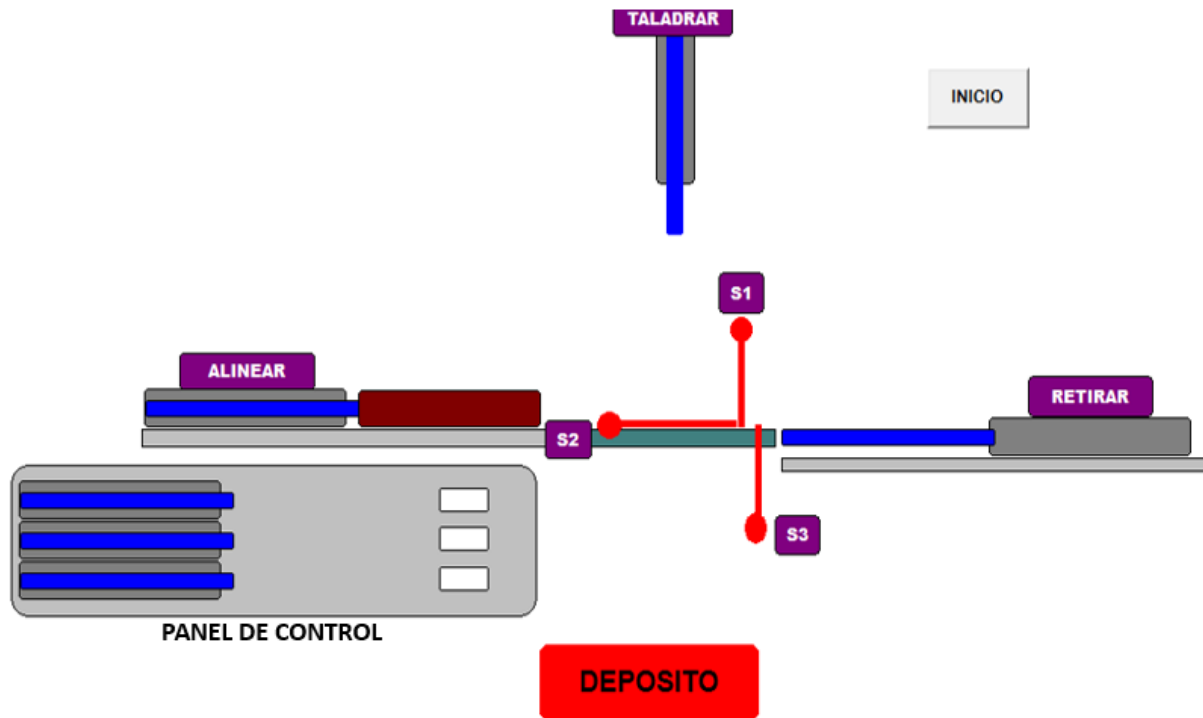 TALADRAR
INICIO
S1
ALINEAR
RETIRAR
S2
S3
PANEL DE CONTROL
DEPOSITO